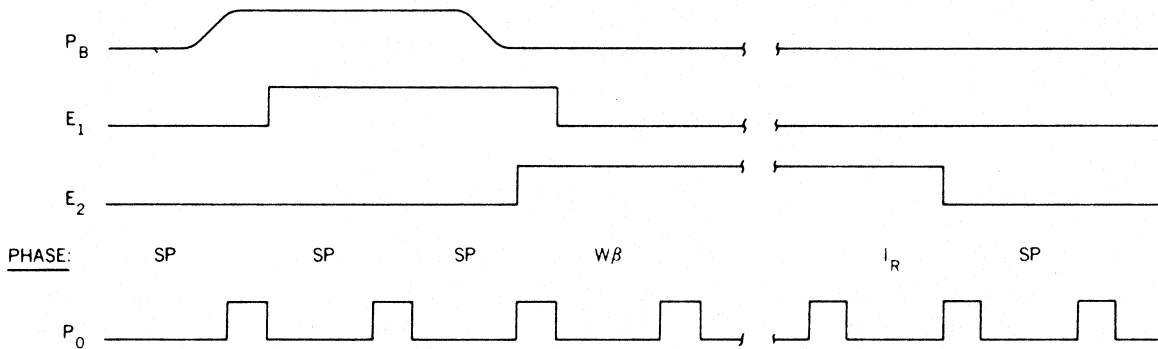 P_B
E_1
E_2
PHASE: SP SP SP Wβ I_R SP
P_0